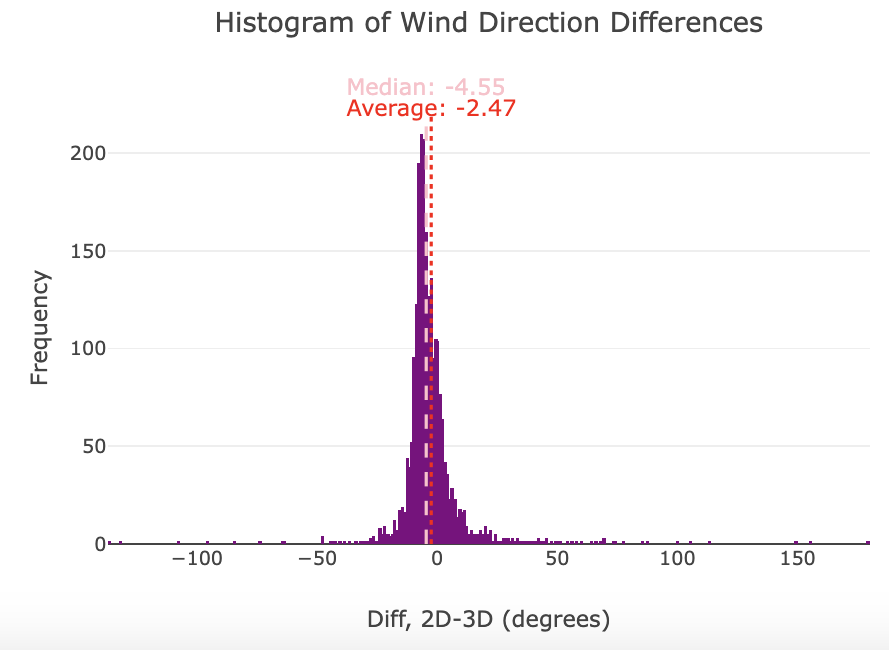 Histogram of Wind Direction Differences
Median: -4.55
Average: -2.47
200
150
100
50
0
Frequency
−100
−50
0
50
100
150
Diff, 2D-3D (degrees)